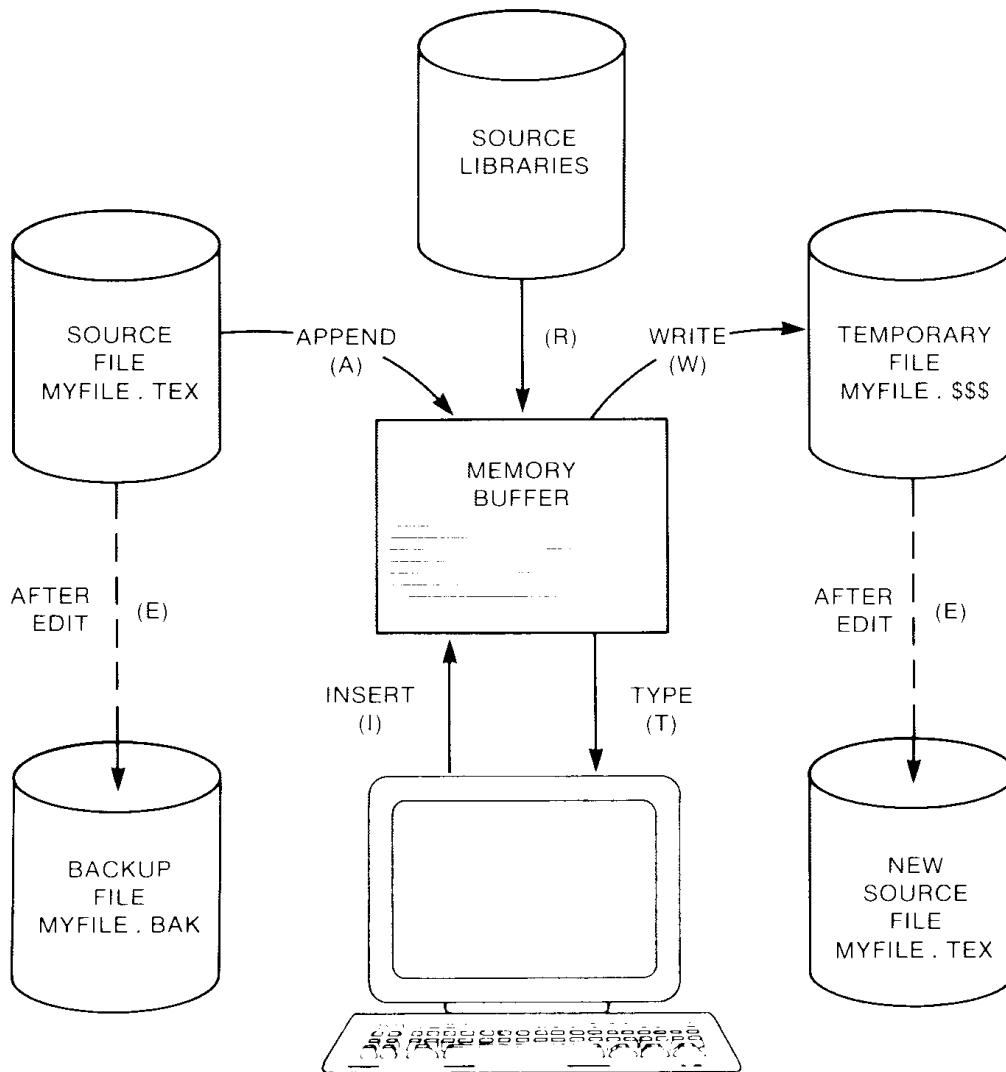 SOURCE
LIBRARIES
SOURCE
FILE
MYFILE . TEX
APPEND
(A)
(R)
WRITE
(W)
TEMPORARY
FILE
MYFILE . $$$
MEMORY
BUFFER
AFTER
EDIT
(E)
AFTER
EDIT
(E)
INSERT
(I)
TYPE
(T)
BACKUP
FILE
MYFILE . BAK
NEW
SOURCE
FILE
MYFILE . TEX